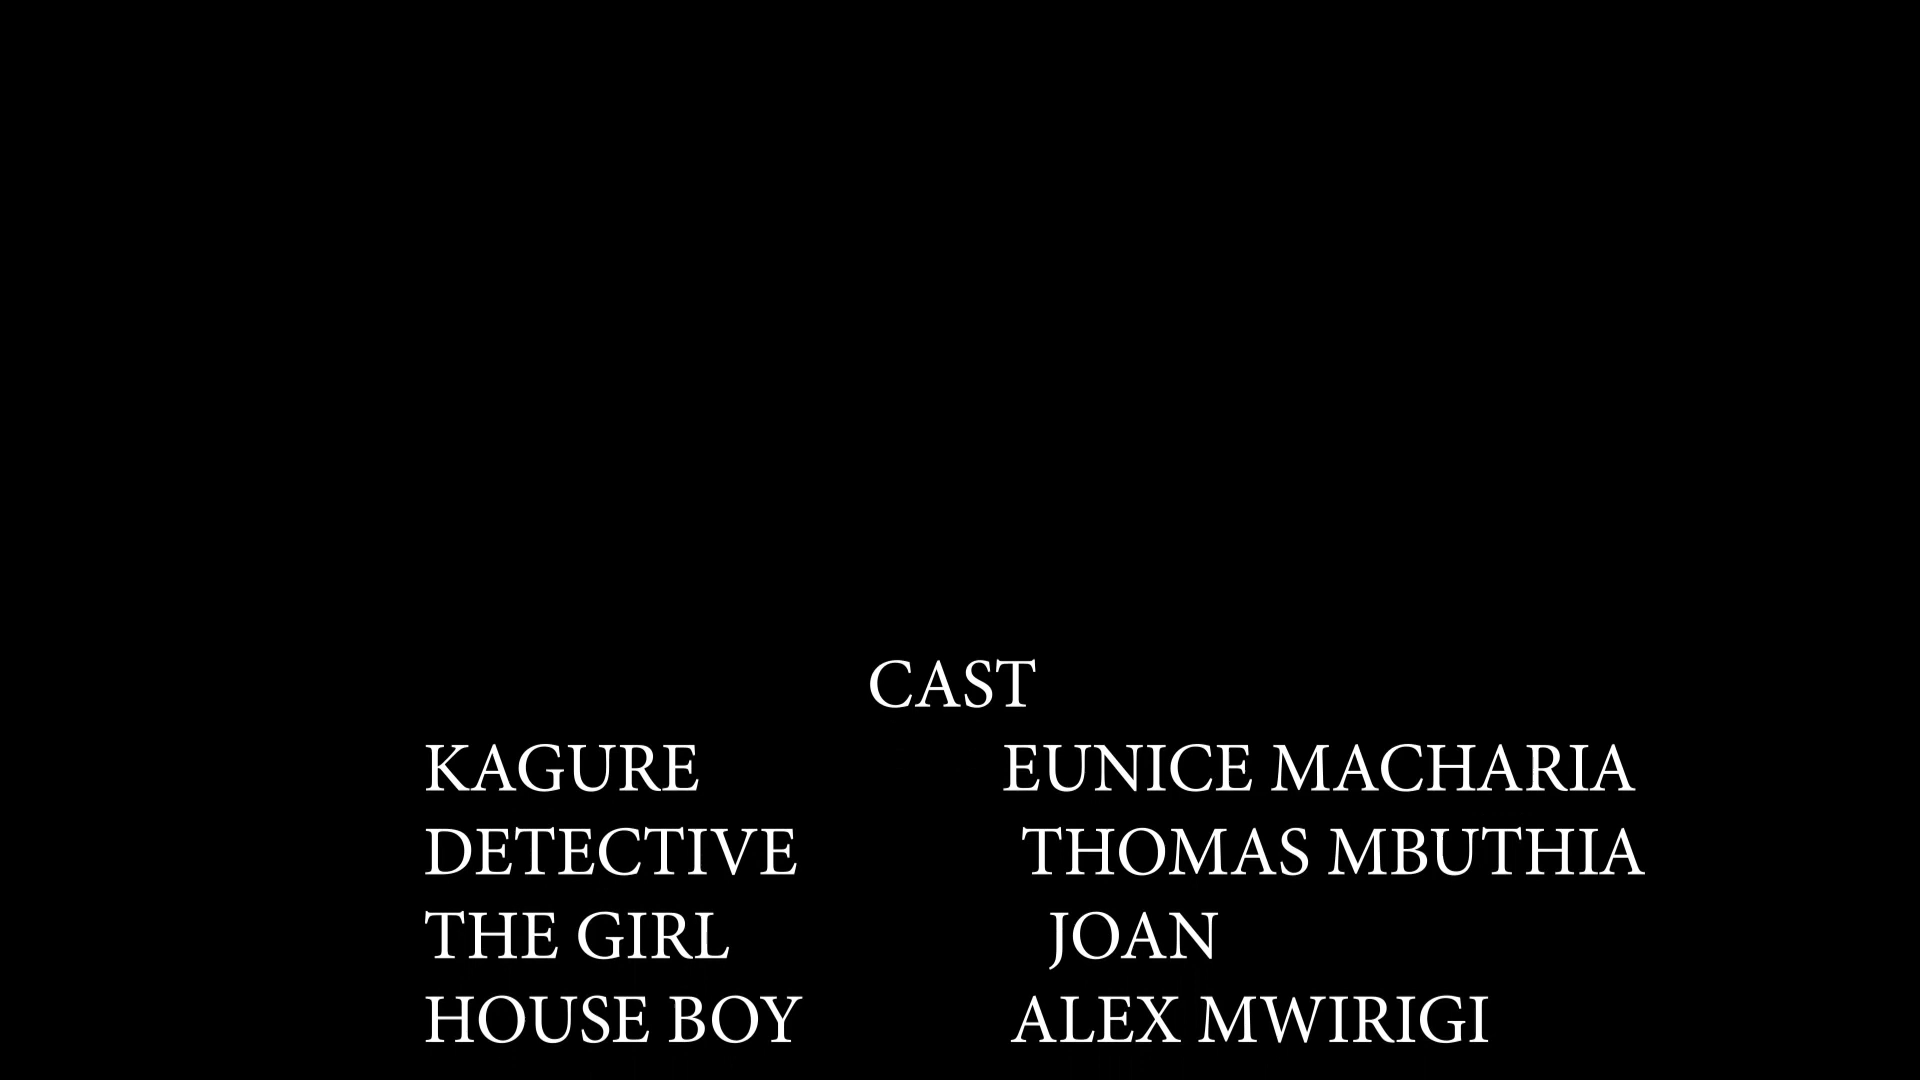 CAST
KAGURE EUNICE MACHARIA
DETECTIVE THOMAS MBUTHIA
THE GIRL JOAN
HOUSE BOY ALEX MWIRIGI